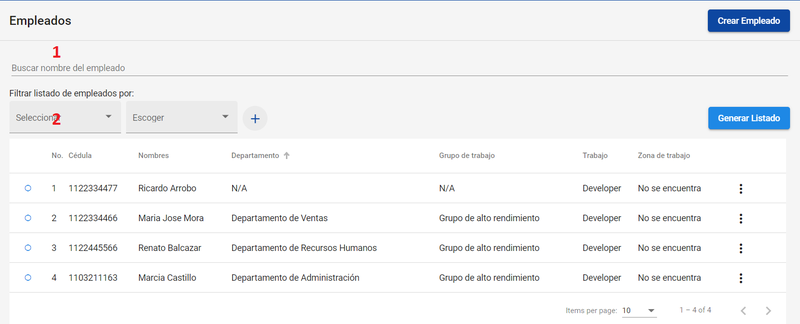 Empleados
Crear Empleado
1
Buscar nombre del empleado
Filtrar listado de empleados por:
Seleccionar 2 Escoger + Generar Listado
No. Cédula Nombres Departamento ↑ Grupo de trabajo Trabajo Zona de trabajo
1 1122334477 Ricardo Arrobo N/A N/A Developer No se encuentra
2 1122334466 Maria Jose Mora Departamento de Ventas Grupo de alto rendimiento Developer No se encuentra
3 1122445566 Renato Balcazar Departamento de Recursos Humanos Grupo de alto rendimiento Developer No se encuentra
4 1103211163 Marcia Castillo Departamento de Administración Grupo de alto rendimiento Developer No se encuentra
Items per page: 10 1 – 4 of 4